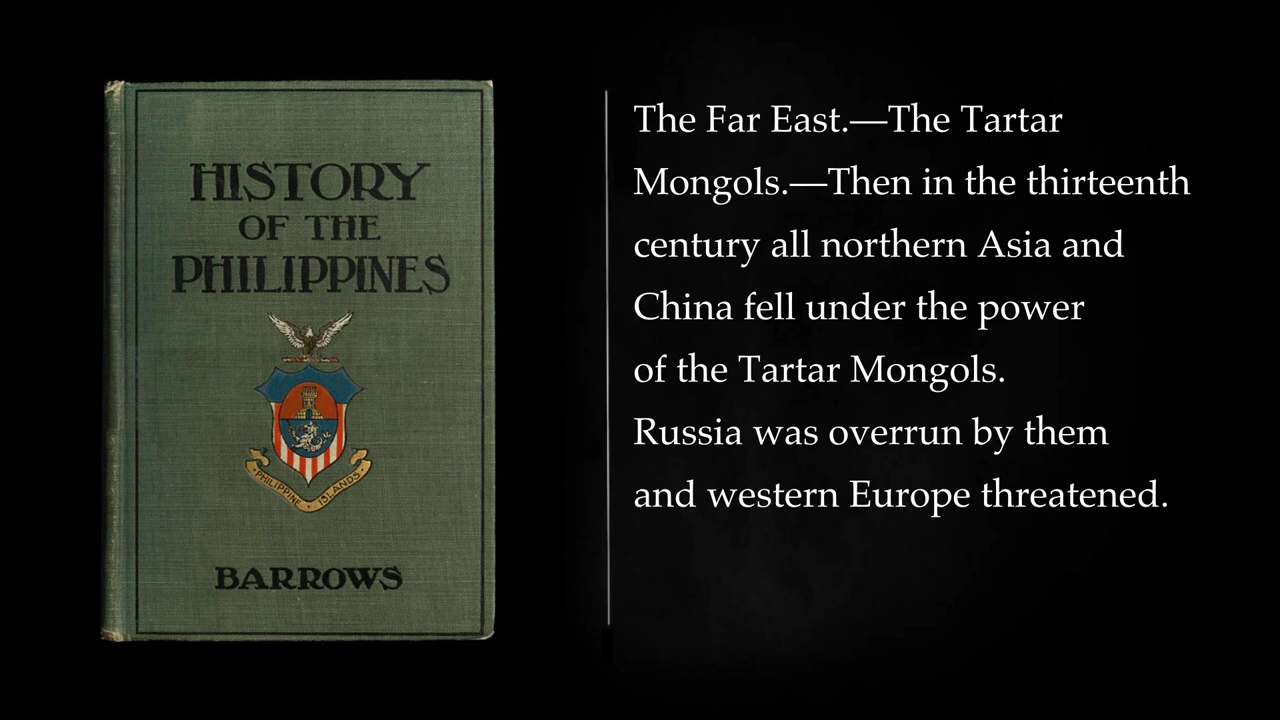 HISTORY
OF THE
PHILIPPINES
PHILIPPINE ISLANDS
BARROWS
The Far East.—The Tartar
Mongols.—Then in the thirteenth
century all northern Asia and
China fell under the power
of the Tartar Mongols.
Russia was overrun by them
and western Europe threatened.